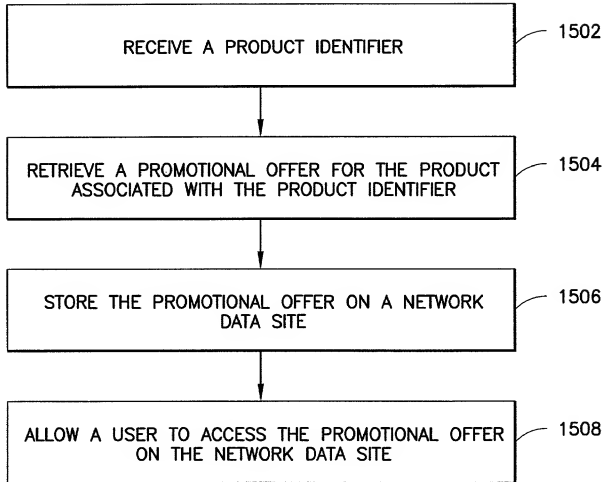 RECEIVE A PRODUCT IDENTIFIER
1502
RETRIEVE A PROMOTIONAL OFFER FOR THE PRODUCT
ASSOCIATED WITH THE PRODUCT IDENTIFIER
1504
STORE THE PROMOTIONAL OFFER ON A NETWORK
DATA SITE
1506
ALLOW A USER TO ACCESS THE PROMOTIONAL OFFER
ON THE NETWORK DATA SITE
1508